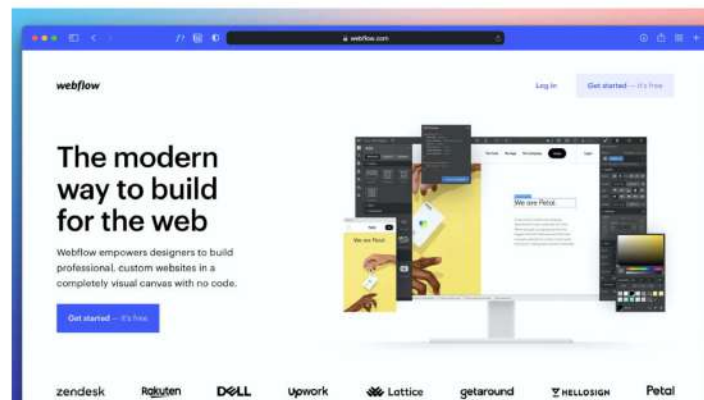 webflow.com
webflow
Log in
Get started — it's free
The modern
way to build
for the web
Webflow empowers designers to build
professional, custom websites in a
completely visual canvas with no code.
Get started — it's free
We are Petal
We are Petal
zendesk
Rakuten
DELL
Upwork
Lattice
getaround
HELLOSIGN
Petal